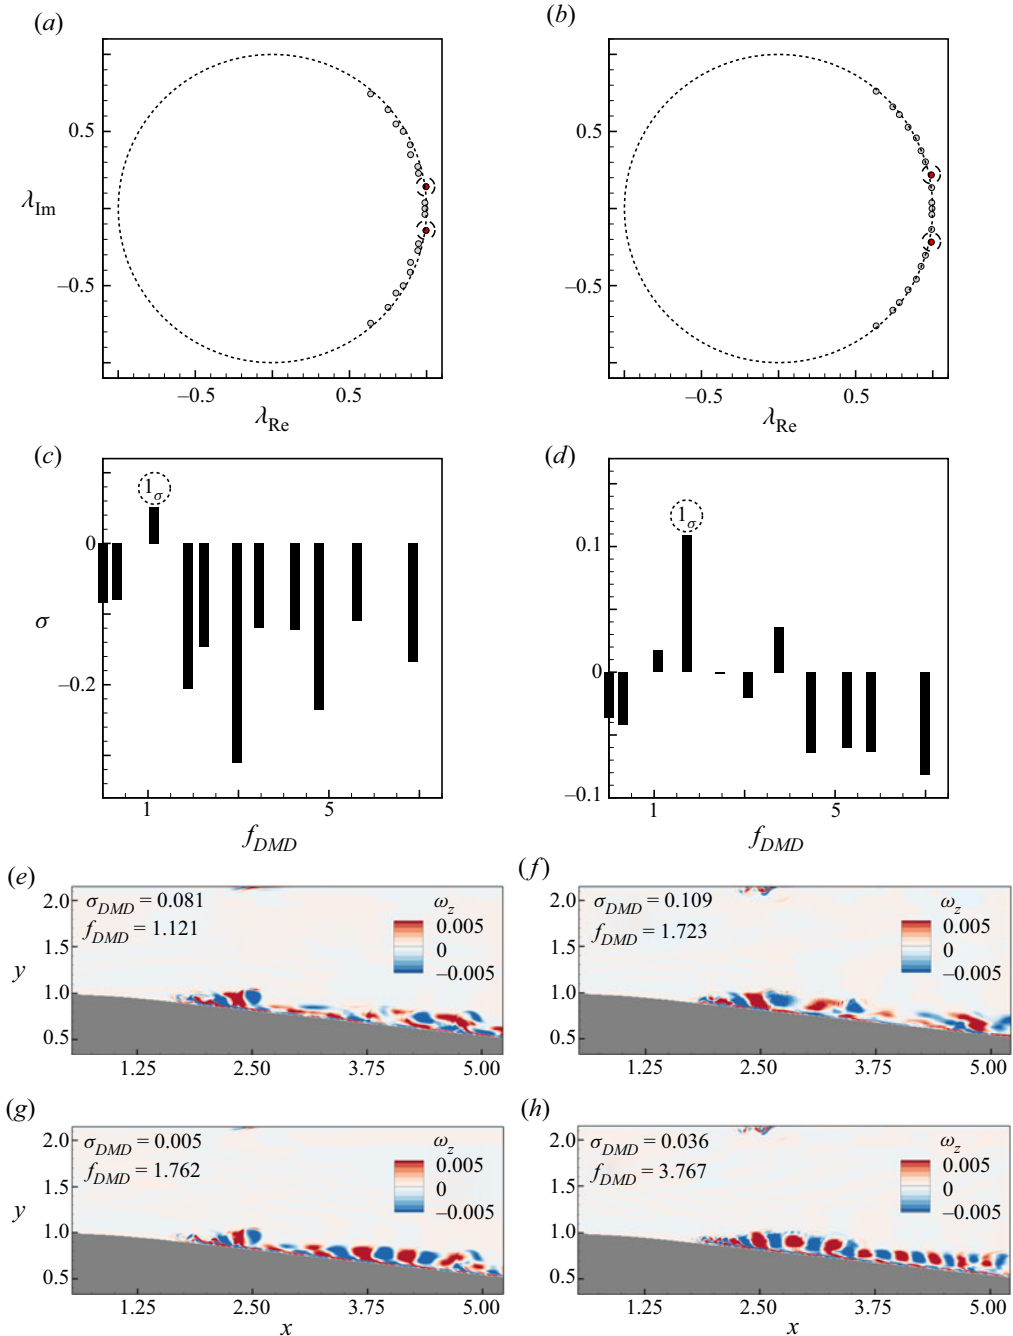 (a) (b)
0.5 0.5
λIm
–0.5 –0.5
–0.5 0.5 –0.5 0.5
λRe λRe
(c) (d)
1σ 1σ
0 0.1
σ
–0.2 0
–0.1
1 5 1 5
fDMD fDMD
(e) (f)
2.0 σDMD = 0.081 ωz 2.0 σDMD = 0.109 ωz
fDMD = 1.121 0.005 fDMD = 1.723 0.005
1.5 0 1.5 0
y –0.005 –0.005
1.0 1.0
0.5 0.5
1.25 2.50 3.75 5.00 1.25 2.50 3.75 5.00
(g) (h)
2.0 σDMD = 0.005 ωz 2.0 σDMD = 0.036 ωz
fDMD = 1.762 0.005 fDMD = 3.767 0.005
1.5 0 1.5 0
y –0.005 –0.005
1.0 1.0
0.5 0.5
1.25 2.50 3.75 5.00 1.25 2.50 3.75 5.00
x x